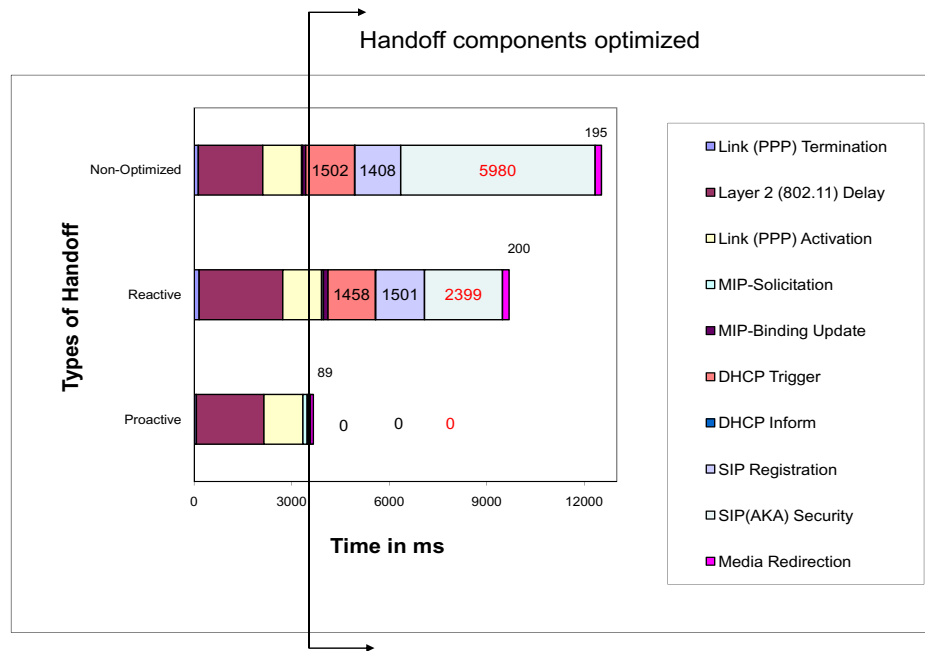 Handoff components optimized
Types of Handoff
Non-Optimized
1502
1408
5980
195
Reactive
1458
1501
2399
200
Proactive
89
0
0
0
0
3000
6000
9000
12000
Time in ms
Link (PPP) Termination
Layer 2 (802.11) Delay
Link (PPP) Activation
MIP-Solicitation
MIP-Binding Update
DHCP Trigger
DHCP Inform
SIP Registration
SIP(AKA) Security
Media Redirection